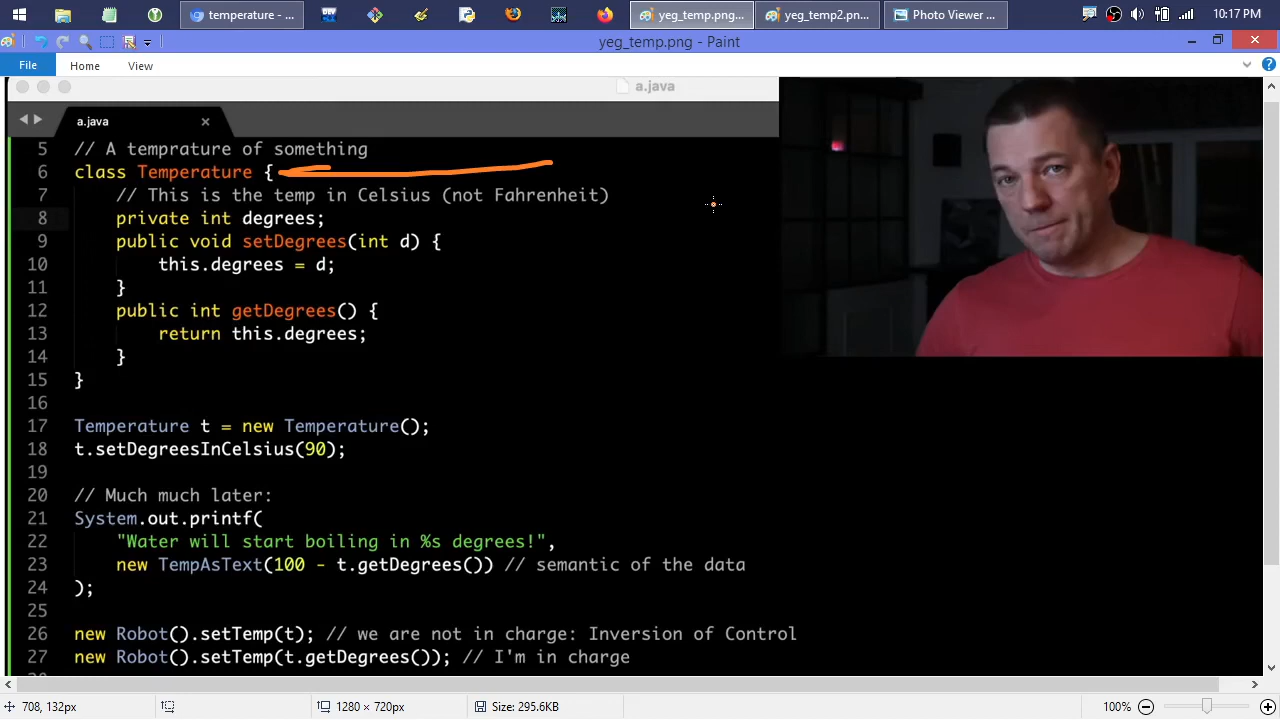 temperature - ...
yeg_temp.png...
yeg_temp2.pn...
Photo Viewer ...
10:17 PM
yeg_temp.png - Paint
File Home View
a.java
a.java
5 // A temprature of something
6 class Temperature {
7 // This is the temp in Celsius (not Fahrenheit)
8 private int degrees;
9 public void setDegrees(int d) {
10 this.degrees = d;
11 }
12 public int getDegrees() {
13 return this.degrees;
14 }
15 }
16
17 Temperature t = new Temperature();
18 t.setDegreesInCelsius(90);
19
20 // Much much later:
21 System.out.printf(
22 "Water will start boiling in %s degrees!",
23 new TempAsText(100 - t.getDegrees()) // semantic of the data
24 );
25
26 new Robot().setTemp(t); // we are not in charge: Inversion of Control
27 new Robot().setTemp(t.getDegrees()); // I'm in charge
708, 132px
1280 × 720px
Size: 295.6KB
100%